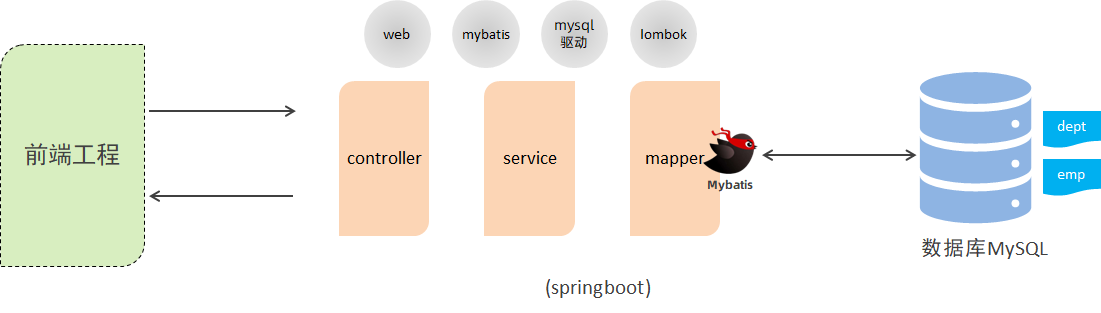 web
mybatis
mysql
驱动
lombok
前端工程
controller
service
mapper
Mybatis
dept
emp
数据库MySQL
(springboot)